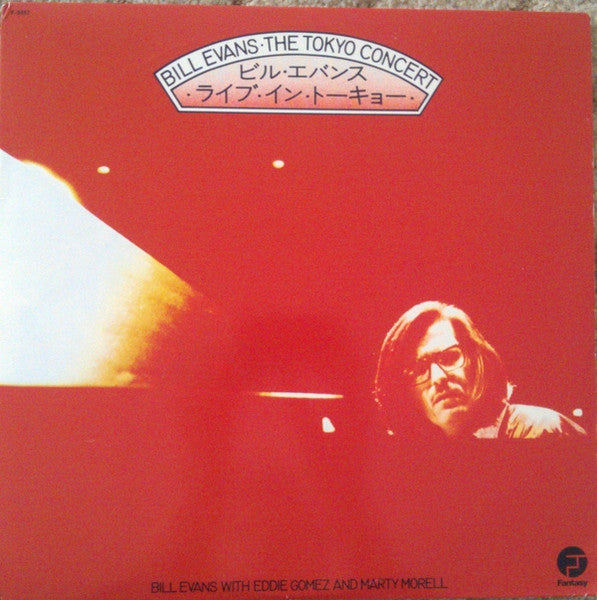 F-9457
BILL EVANS·THE TOKYO CONCERT
ビル・エバンス
・ライブ・イン・トーキョー・
BILL EVANS WITH EDDIE GOMEZ AND MARTY MORELL
Fantasy